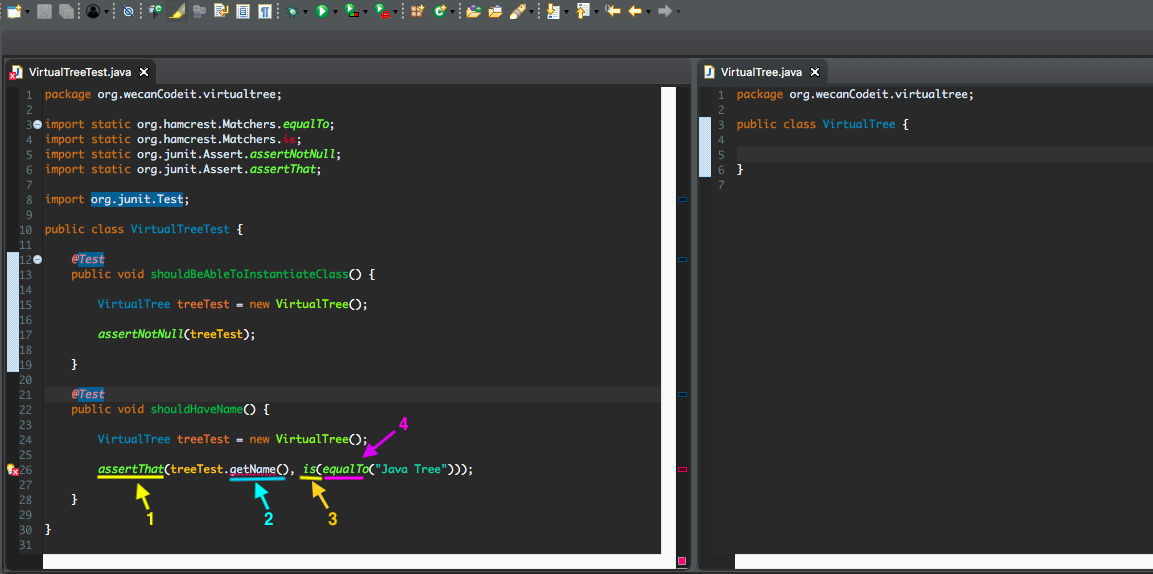 VirtualTreeTest.java
1 package org.wecanCodeit.virtualtree;
2
3 import static org.hamcrest.Matchers.equalTo;
4 import static org.hamcrest.Matchers.is;
5 import static org.junit.Assert.assertNotNull;
6 import static org.junit.Assert.assertThat;
7
8 import org.junit.Test;
9
10 public class VirtualTreeTest {
11
12 @Test
13 public void shouldBeAbleToInstantiateClass() {
14
15 VirtualTree treeTest = new VirtualTree();
16
17 assertNotNull(treeTest);
18
19 }
20
21 @Test
22 public void shouldHaveName() {
23
24 VirtualTree treeTest = new VirtualTree();
25
26 assertThat(treeTest.getName(), is(equalTo("Java Tree")));
27
28 }
29
30 }
31
4
1
2
3
VirtualTree.java
1 package org.wecanCodeit.virtualtree;
2
3 public class VirtualTree {
4
5
6 }
7